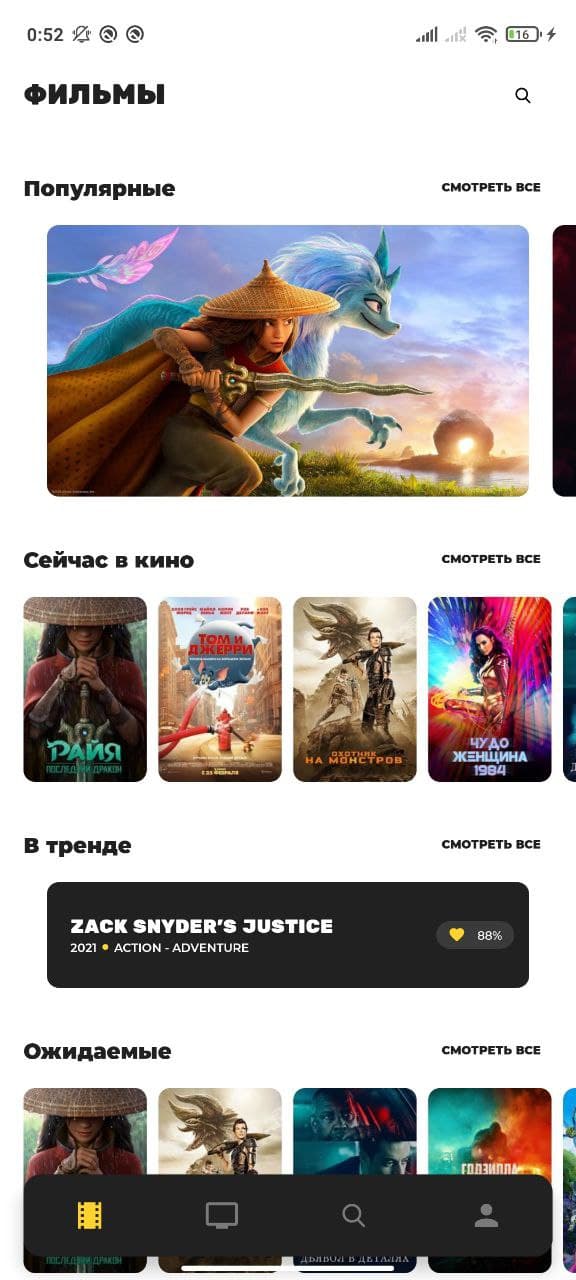 0:52
16
ФИЛЬМЫ
Популярные
СМОТРЕТЬ ВСЕ
Сейчас в кино
СМОТРЕТЬ ВСЕ
РАЙЯ
ПОСЛЕДНИЙ ДРАКОН
ТОМ И
ДЖЕРРИ
С 25 ФЕВРАЛЯ
ОХОТНИК
НА МОНСТРОВ
ЧУДО
ЖЕНЩИНА
1984
В тренде
СМОТРЕТЬ ВСЕ
ZACK SNYDER’S JUSTICE
2021 • ACTION - ADVENTURE
88%
Ожидаемые
СМОТРЕТЬ ВСЕ
ГОДЗИЛЛА
ПОСЛЕДНИЙ ДРАКОН
ДЬЯВОЛ В ДЕТАЛЯХ